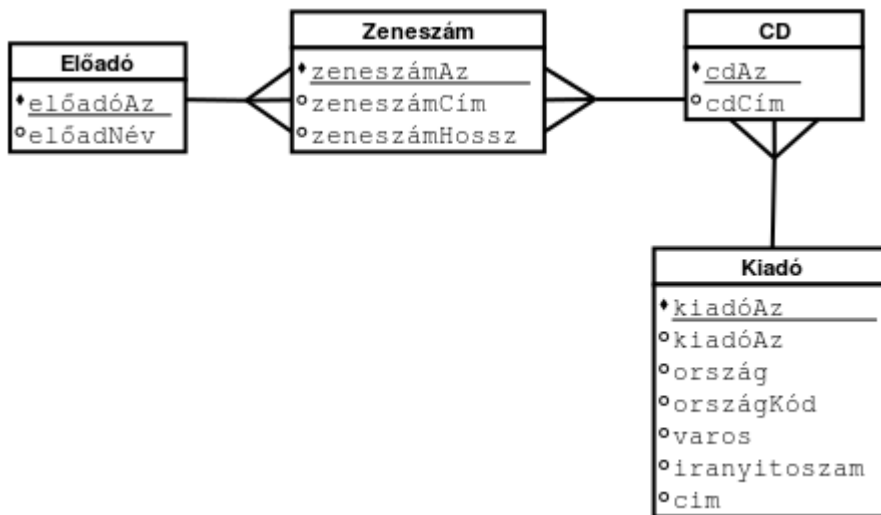 Előadó
előadóAz
előadNév
Zeneszám
zeneszámAz
zeneszámCím
zeneszámHossz
CD
cdAz
cdCím
Kiadó
kiadóAz
kiadóAz
ország
országKód
varos
iranyitoszam
cim